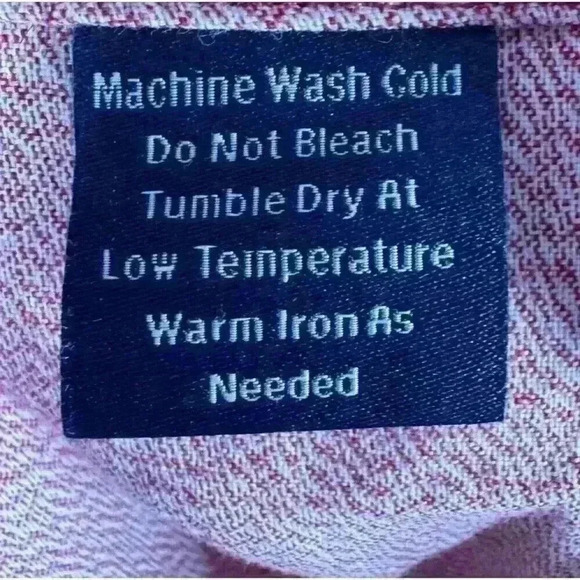 Machine Wash Cold
Do Not Bleach
Tumble Dry At
Low Temperature
Warm Iron As
Needed